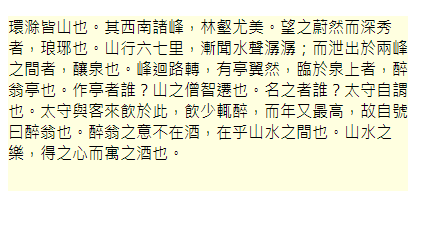 環滁皆山也。其西南諸峰，林壑尤美。望之蔚然而深秀
者，琅琊也。山行六七里，漸聞水聲潺潺；而泄出於兩峰
之間者，釀泉也。峰迴路轉，有亭翼然，臨於泉上者，醉
翁亭也。作亭者誰？山之僧智遷也。名之者誰？太守自謂
也。太守與客來飲於此，飲少輒醉，而年又最高，故自號
曰醉翁也。醉翁之意不在酒，在乎山水之間也。山水之
樂，得之心而寓之酒也。